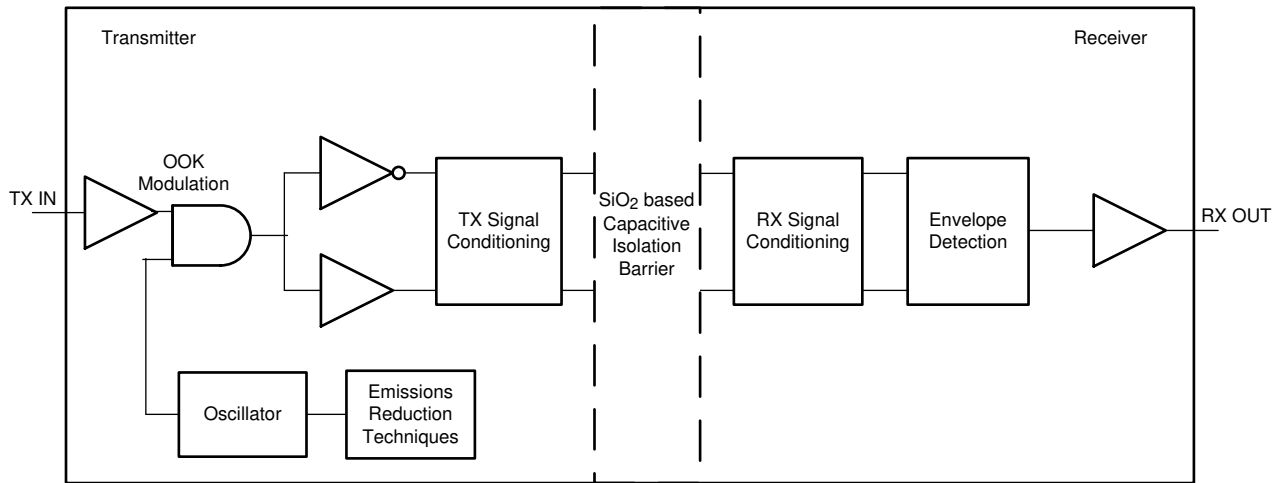 Transmitter
Receiver
OOK
Modulation
TX IN
TX Signal
Conditioning
SiO2 based
Capacitive
Isolation
Barrier
RX Signal
Conditioning
Envelope
Detection
RX OUT
Oscillator
Emissions
Reduction
Techniques